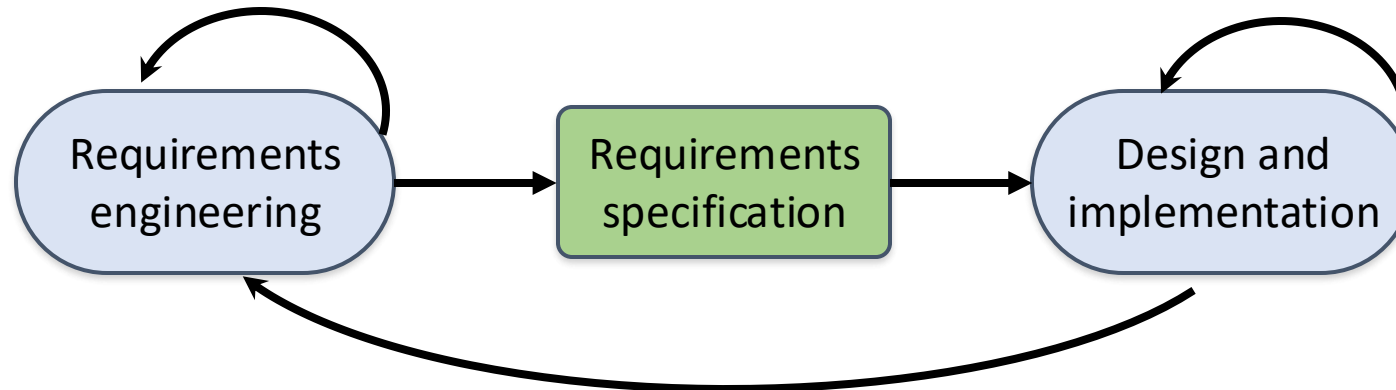 Requirements
engineering
Requirements
specification
Design and
implementation